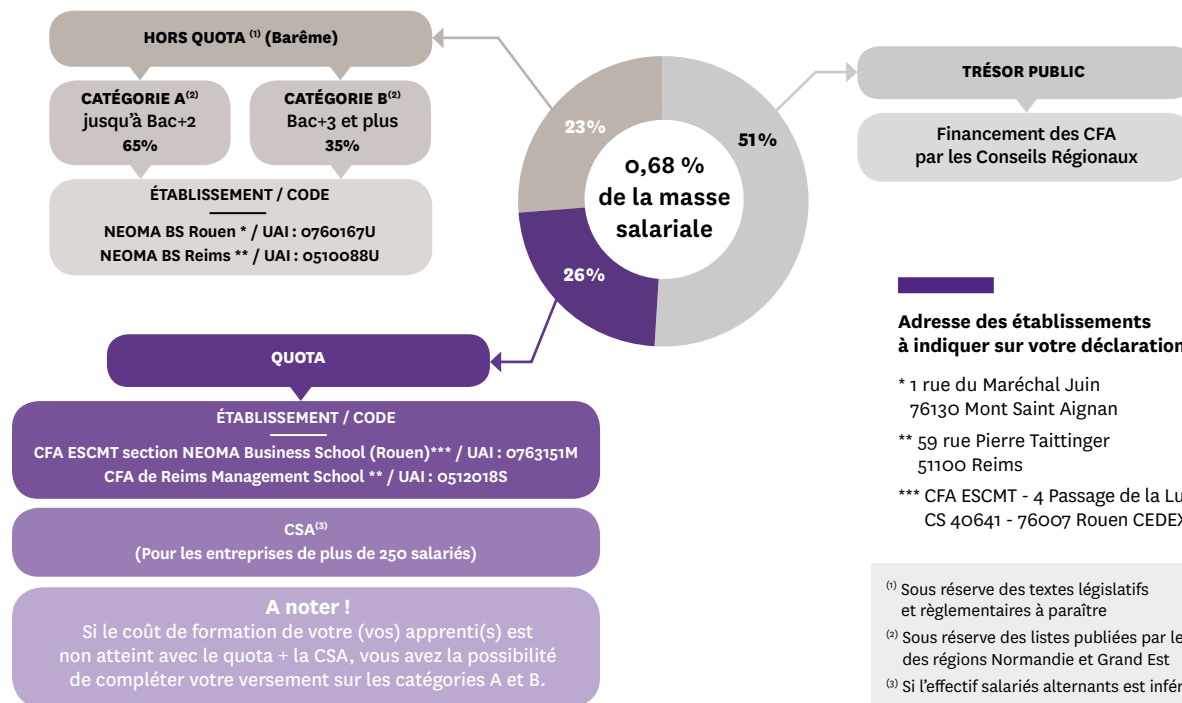 HORS QUOTA (1) (Barême)
CATÉGORIE A(2)
jusqu'à Bac+2
65%
CATÉGORIE B(2)
Bac+3 et plus
35%
ÉTABLISSEMENT / CODE
NEOMA BS Rouen * / UAI : 0760167U
NEOMA BS Reims ** / UAI : 0510088U
23%
51%
26%
0,68 %
de la masse
salariale
TRÉSOR PUBLIC
Financement des CFA
par les Conseils Régionaux
QUOTA
ÉTABLISSEMENT / CODE
CFA ESCMT section NEOMA Business School (Rouen)*** / UAI : 0763151M
CFA de Reims Management School ** / UAI : 0512018S
CSA(3)
(Pour les entreprises de plus de 250 salariés)
A noter !
Si le coût de formation de votre (vos) apprenti(s) est
non atteint avec le quota + la CSA, vous avez la possibilité
de compléter votre versement sur les catégories A et B.
Adresse des établissements
à indiquer sur votre déclaration
* 1 rue du Maréchal Juin
76130 Mont Saint Aignan
** 59 rue Pierre Taittinger
51100 Reims
*** CFA ESCMT - 4 Passage de la
CS 40641 - 76007 Rouen CEDEX
(1) Sous réserve des textes législatifs
et règlementaires à paraître
(2) Sous réserve des listes publiées par
des régions Normandie et Grand Est
(3) Si l'effectif salariés alternants est